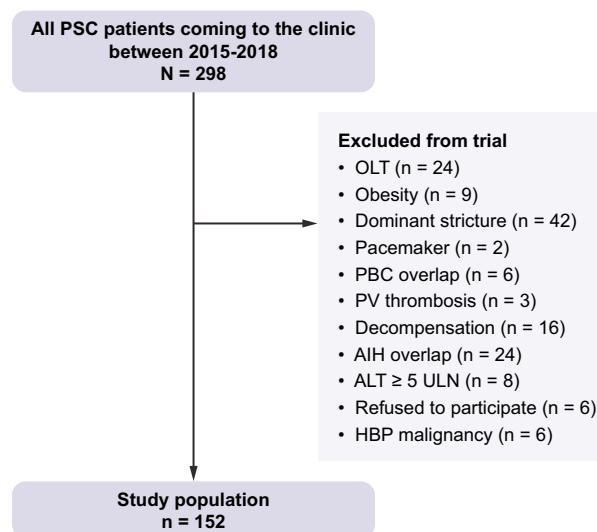 All PSC patients coming to the clinic
between 2015-2018
N = 298
Excluded from trial
• OLT (n = 24)
• Obesity (n = 9)
• Dominant stricture (n = 42)
• Pacemaker (n = 2)
• PBC overlap (n = 6)
• PV thrombosis (n = 3)
• Decompensation (n = 16)
• AIH overlap (n = 24)
• ALT ≥ 5 ULN (n = 8)
• Refused to participate (n = 6)
• HBP malignancy (n = 6)
Study population
n = 152